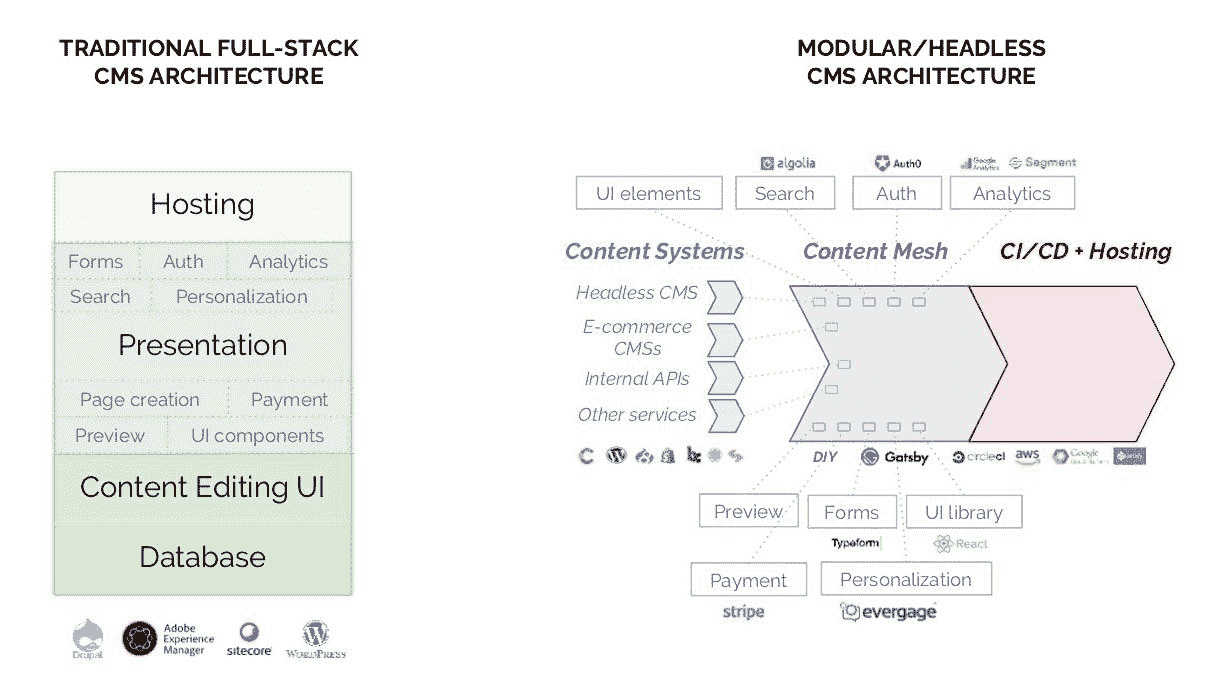 TRADITIONAL FULL-STACK
CMS ARCHITECTURE
Hosting
Forms
Auth
Analytics
Search
Personalization
Presentation
Page creation
Payment
Preview
UI components
Content Editing UI
Database
Drupal
Adobe
Experience
Manager
sitecore
WORDPRESS
MODULAR/HEADLESS
CMS ARCHITECTURE
algolia
Auth0
Google
Analytics
Segment
UI elements
Search
Auth
Analytics
Content Systems
Content Mesh
CI/CD + Hosting
Headless CMS
E-commerce
CMSs
Internal APIs
Other services
DIY
Gatsby
circleci
aws
Google
Preview
Forms
UI library
Typeform
React
Payment
Personalization
stripe
evergage